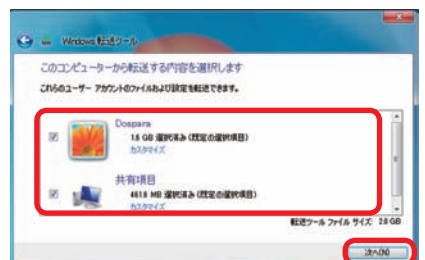 Windows 転送ツール
このコンピューターから転送する内容を選択します
これらのユーザー アカウントのファイルおよび設定を転送できます。
Dospara
1.6 GB 選択済み (既定の選択項目)
カスタマイズ
共有項目
461.6 MB 選択済み (既定の選択項目)
カスタマイズ
転送ツール ファイル サイズ: 2.0 GB
次へ(N)